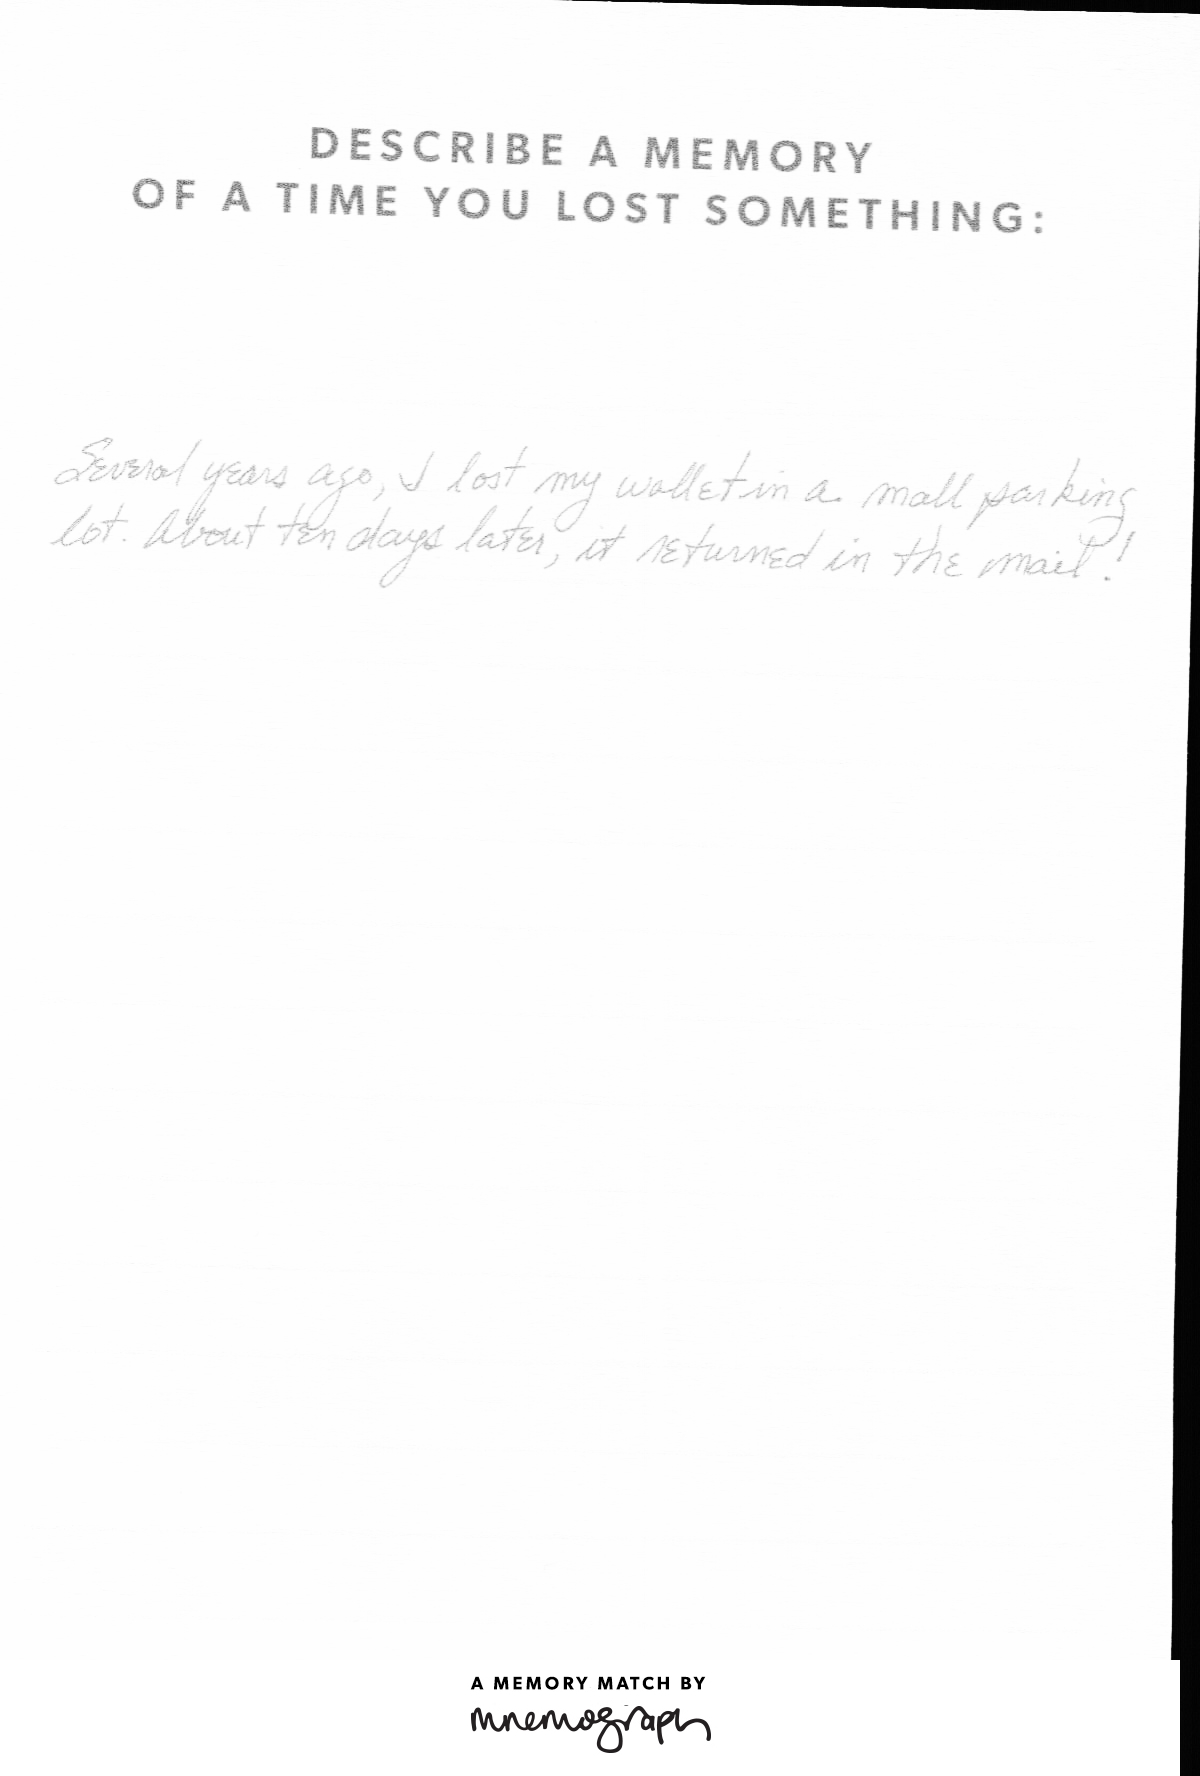 DESCRIBE A MEMORY
OF A TIME YOU LOST SOMETHING:
Several years ago, I lost my wallet in a mall parking
lot. About ten days later, it returned in the mail!
A MEMORY MATCH BY
mnemograph